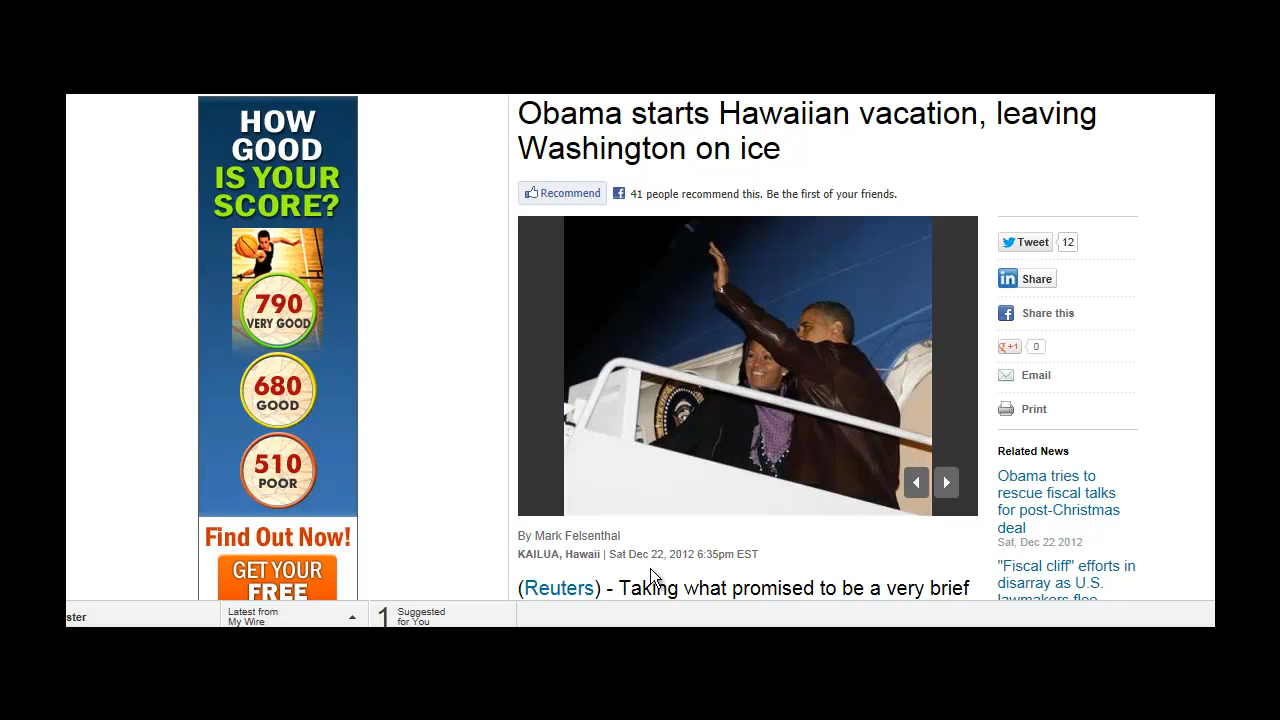 HOW
GOOD
IS YOUR
SCORE?
790
VERY GOOD
680
GOOD
510
POOR
Find Out Now!
GET YOUR
FREE
Obama starts Hawaiian vacation, leaving
Washington on ice
Recommend
41 people recommend this. Be the first of your friends.
Tweet 12
in Share
Share this
+1 0
Email
Print
Related News
Obama tries to
rescue fiscal talks
for post-Christmas
deal
Sat, Dec 22 2012
"Fiscal cliff" efforts in
disarray as U.S.
lawmakers flee
By Mark Felsenthal
KAILUA, Hawaii | Sat Dec 22, 2012 6:35pm EST
(Reuters) - Taking what promised to be a very brief
ster
Latest from
My Wire
1 Suggested
for You